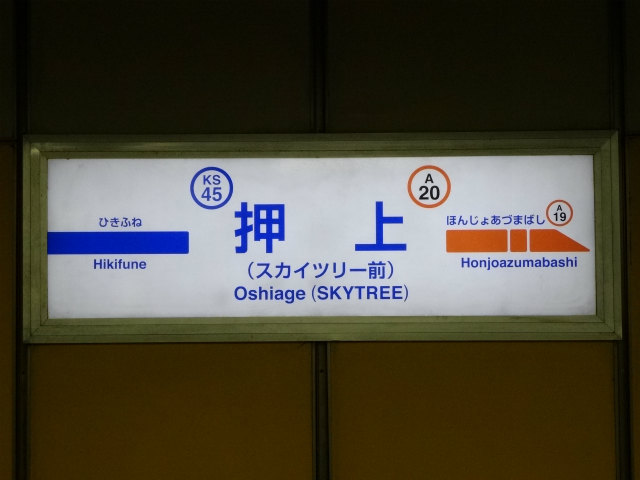 KS
45
A
20
ひきふね
押 上
ほんじょあづまばし
A
19
Hikifune
（スカイツリー前）
Honjoazumabashi
Oshiage (SKYTREE)